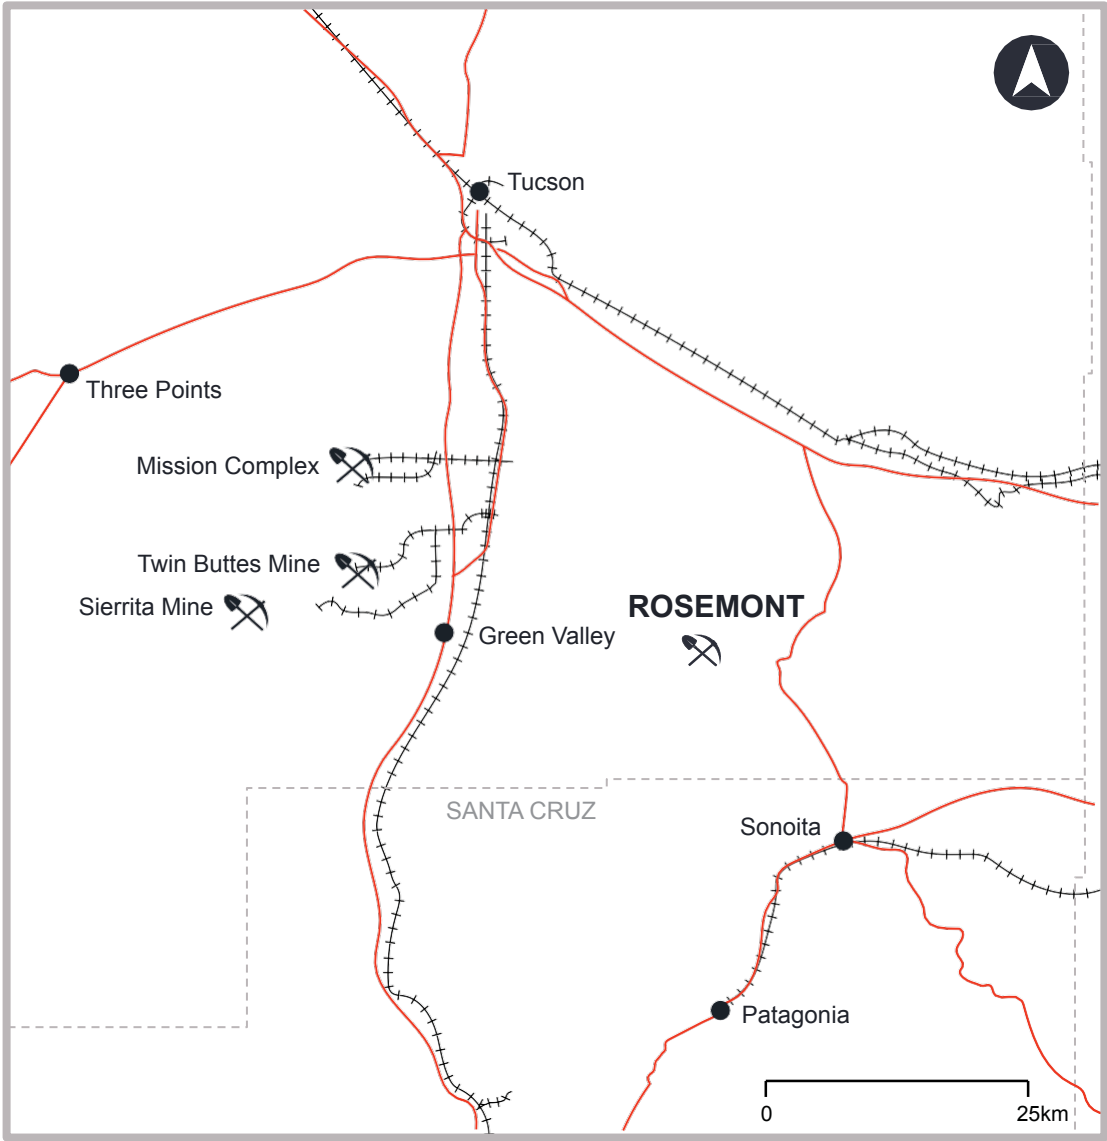 Tucson
Three Points
Mission Complex
Twin Buttes Mine
Sierrita Mine
ROSEMONT
Green Valley
SANTA CRUZ
Sonoita
Patagonia
0
25km